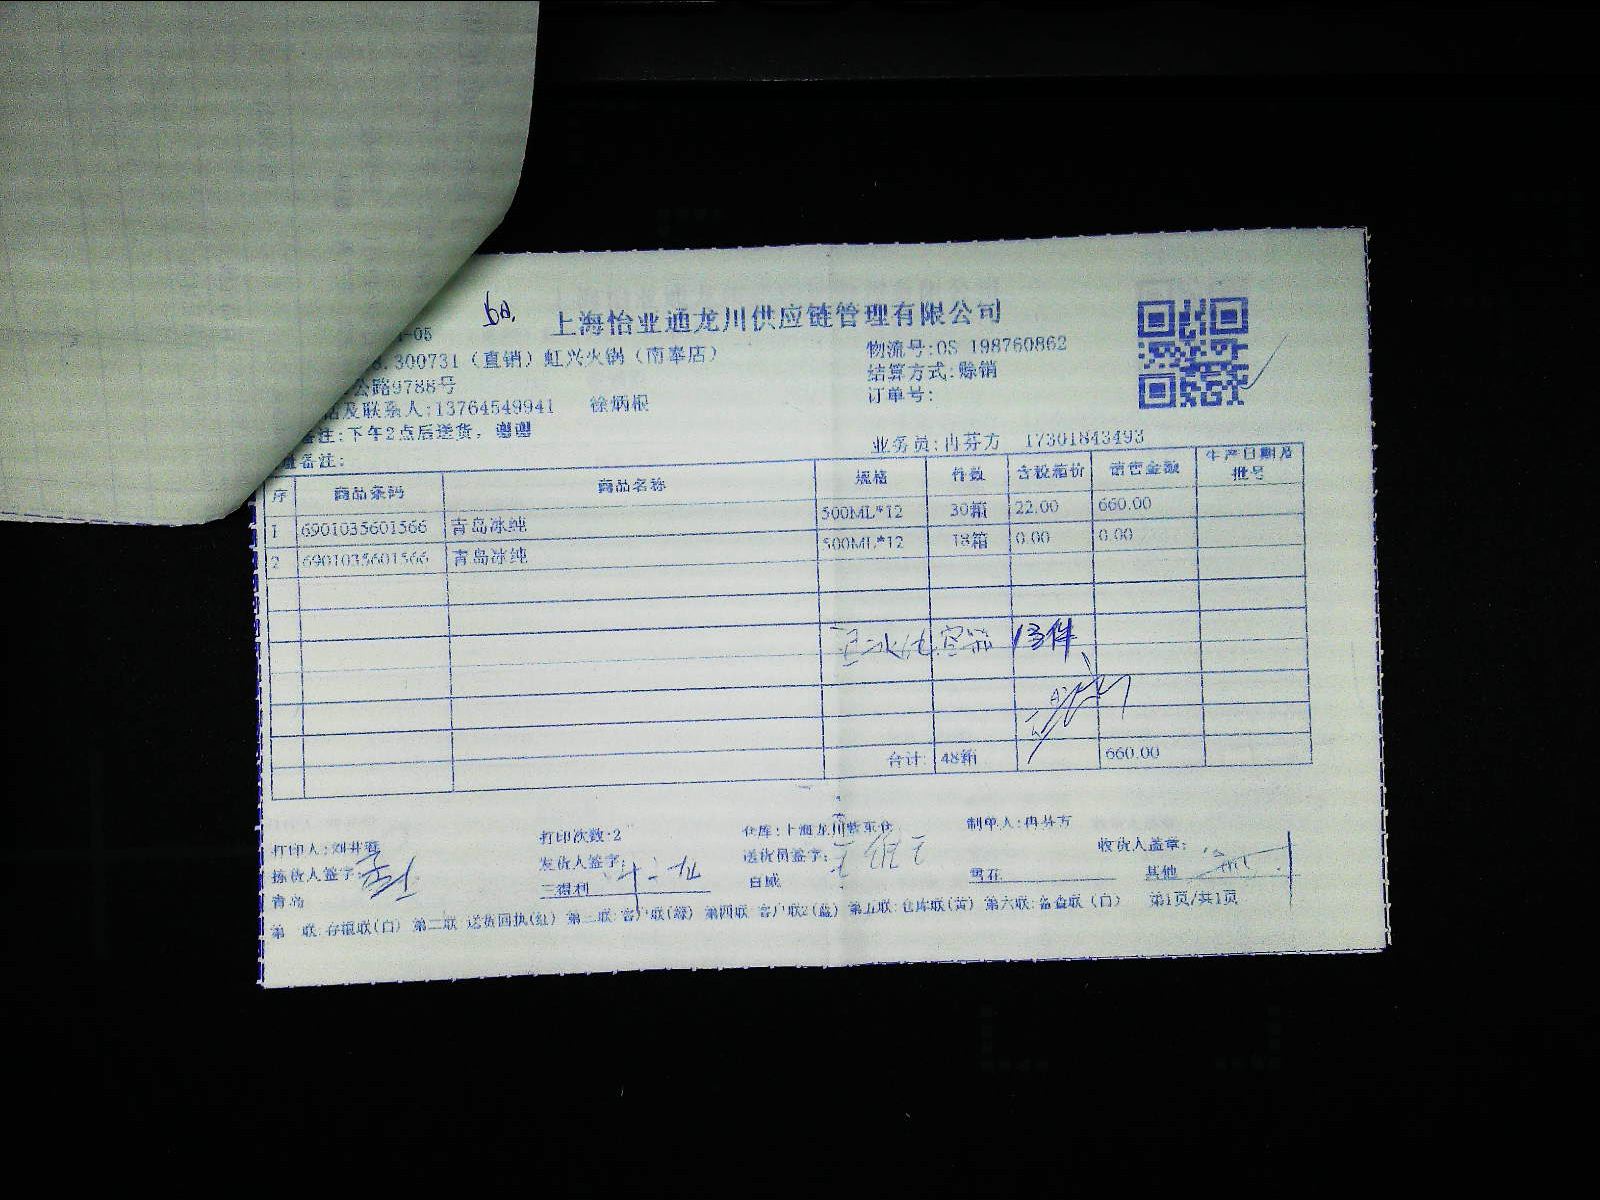 上海怡业通龙川供应链管理有限公司
-05
300731（直销）虹兴火锅（南奉店）
物流号:OS 198760862
公路9788号
结算方式:赊销
及联系人:13764549941 徐炳根
订单号:
备注:下午2点后送货，谢谢
业务员:冉芬方 17301843493
备注:
序 商品条码 商品名称 规格 件数 含税箱价 销售金额 生产日期及批号
1 6901035601566 青岛冰纯 500ML*12 30箱 22.00 660.00
2 6901035601566 青岛冰纯 500ML*12 18箱 0.00 0.00
空箱 13件
合计: 48箱 660.00
打印次数:2 仓库:上海龙川紫东仓 制单人:冉芬方
打印人:
拣货人签字: 发货人签字: 送货员签字: 收货人盖章:
青岛 三得利 百威 雪花 其他
第一联:存根联(白) 第二联:送货回执(红) 第三联:客户联(绿) 第四联:客户联2(蓝) 第五联:仓库联(黄) 第六联:备查联(白) 第1页/共1页